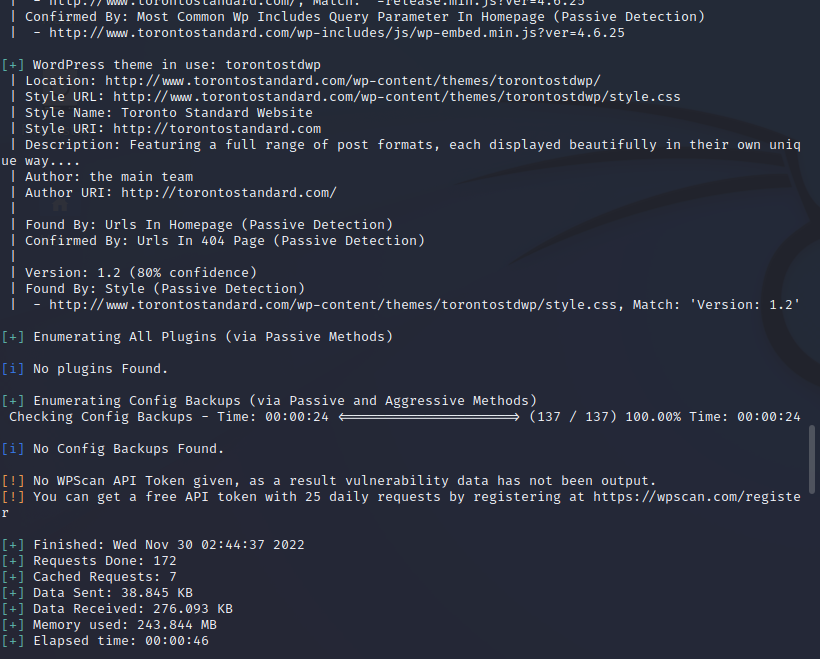 |  - http://www.torontostandard.com/, Match: '-release.min.js?ver=4.6.25'
| Confirmed By: Most Common Wp Includes Query Parameter In Homepage (Passive Detection)
|  - http://www.torontostandard.com/wp-includes/js/wp-embed.min.js?ver=4.6.25
[+] WordPress theme in use: torontostdwp
| Location: http://www.torontostandard.com/wp-content/themes/torontostdwp/
| Style URL: http://www.torontostandard.com/wp-content/themes/torontostdwp/style.css
| Style Name: Toronto Standard Website
| Style URI: http://torontostandard.com
| Description: Featuring a full range of post formats, each displayed beautifully in their own uniq
ue way....
| Author: the main team
| Author URI: http://torontostandard.com/
|
| Found By: Urls In Homepage (Passive Detection)
| Confirmed By: Urls In 404 Page (Passive Detection)
|
| Version: 1.2 (80% confidence)
| Found By: Style (Passive Detection)
|  - http://www.torontostandard.com/wp-content/themes/torontostdwp/style.css, Match: 'Version: 1.2'
[+] Enumerating All Plugins (via Passive Methods)
[i] No plugins Found.
[+] Enumerating Config Backups (via Passive and Aggressive Methods)
Checking Config Backups - Time: 00:00:24 <======================> (137 / 137) 100.00% Time: 00:00:24
[i] No Config Backups Found.
[!] No WPScan API Token given, as a result vulnerability data has not been output.
[!] You can get a free API token with 25 daily requests by registering at https://wpscan.com/registe
r
[+] Finished: Wed Nov 30 02:44:37 2022
[+] Requests Done: 172
[+] Cached Requests: 7
[+] Data Sent: 38.845 KB
[+] Data Received: 276.093 KB
[+] Memory used: 243.844 MB
[+] Elapsed time: 00:00:46